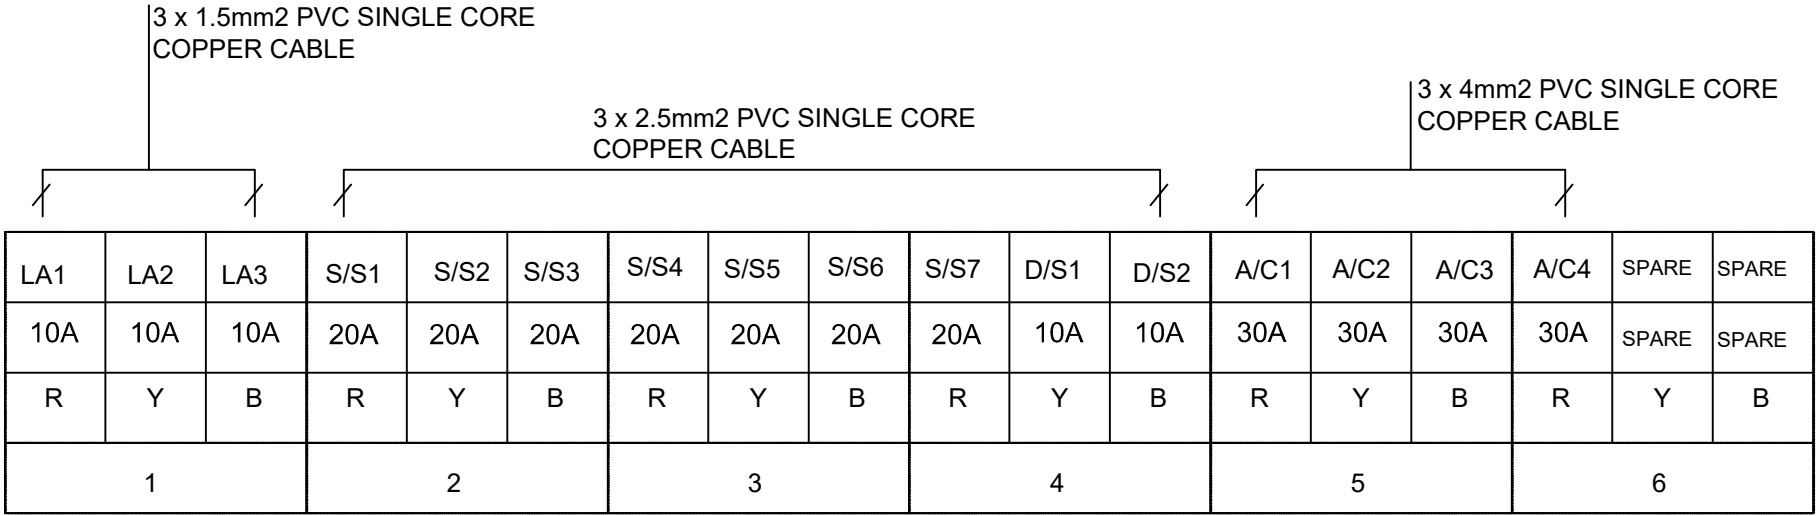 3 x 1.5mm2 PVC SINGLE CORE
COPPER CABLE
3 x 2.5mm2 PVC SINGLE CORE
COPPER CABLE
3 x 4mm2 PVC SINGLE CORE
COPPER CABLE
LA1 LA2 LA3 S/S1 S/S2 S/S3 S/S4 S/S5 S/S6 S/S7 D/S1 D/S2 A/C1 A/C2 A/C3 A/C4 SPARE SPARE
10A 10A 10A 20A 20A 20A 20A 20A 20A 20A 10A 10A 30A 30A 30A 30A SPARE SPARE
R Y B R Y B R Y B R Y B R Y B R Y B
1 2 3 4 5 6